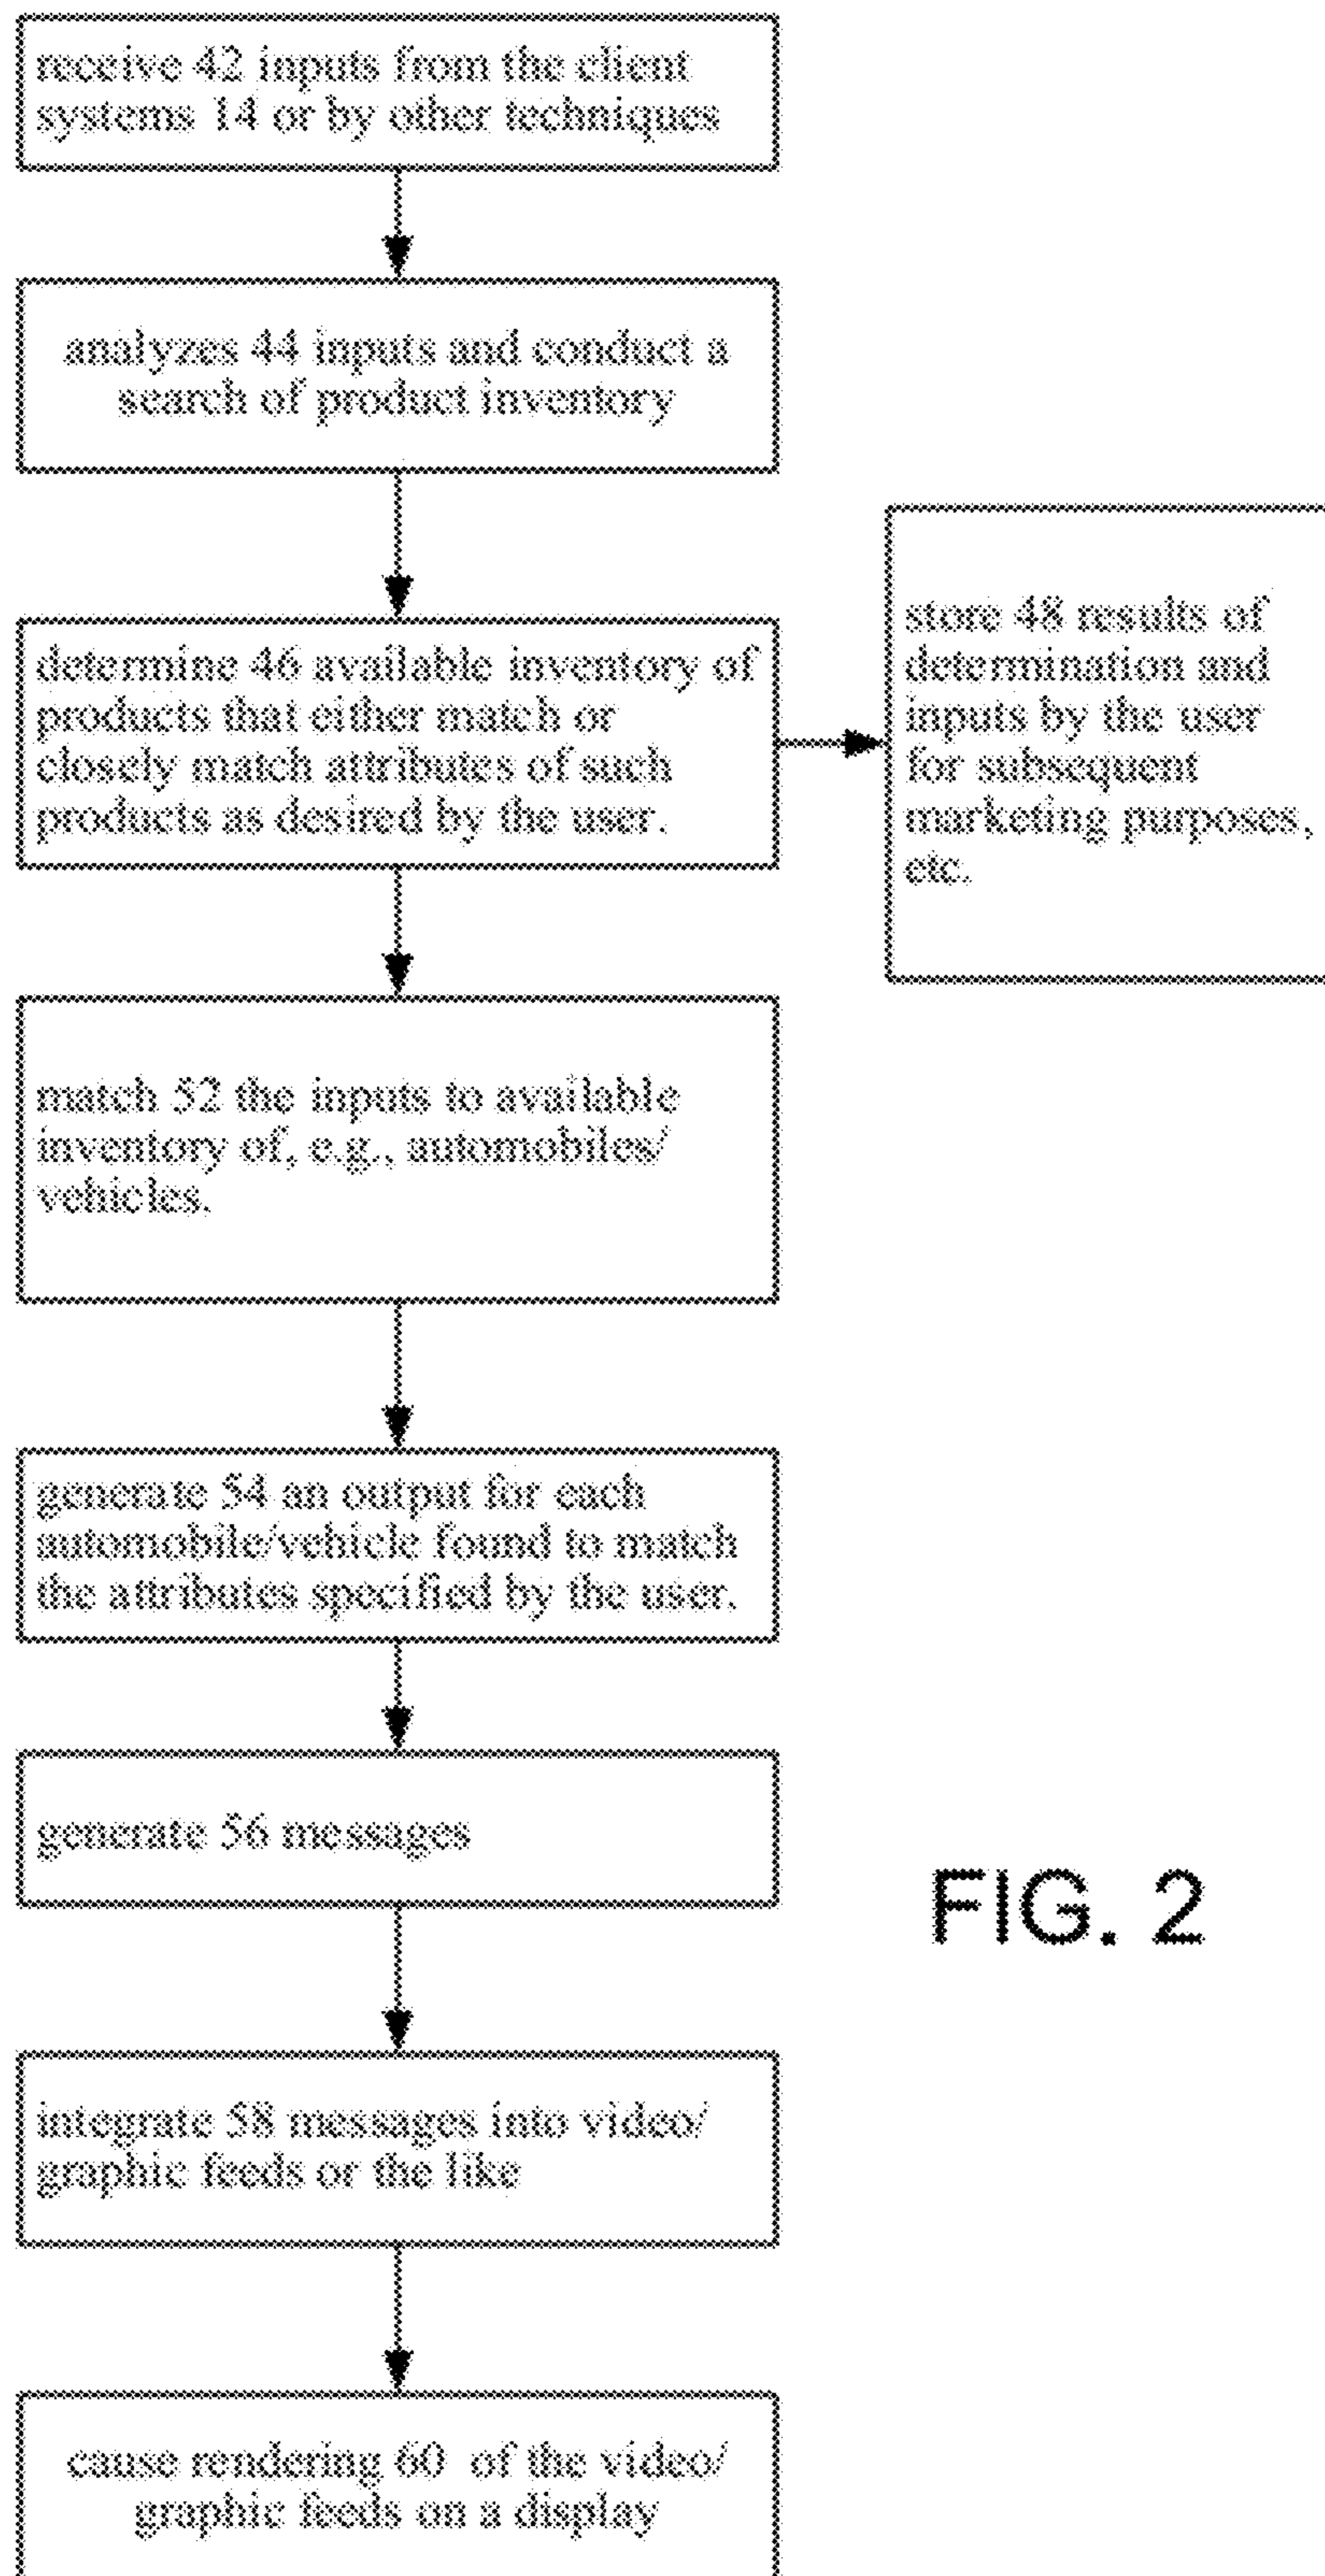 receive 42 inputs from the client
systems 14 or by other techniques
analyzes 44 inputs and conduct a
search of product inventory
determine 46 available inventory of
products that either match or
closely match attributes of such
products as desired by the user.
store 48 results of
determination and
inputs by the user
for subsequent
marketing purposes,
etc.
match 52 the inputs to available
inventory of, e.g., automobiles/
vehicles.
generate 54 an output for each
automobile/vehicle found to match
the attributes specified by the user.
generate 56 messages
FIG. 2
integrate 58 messages into video/
graphic feeds or the like
cause rendering 60 of the video/
graphic feeds on a display